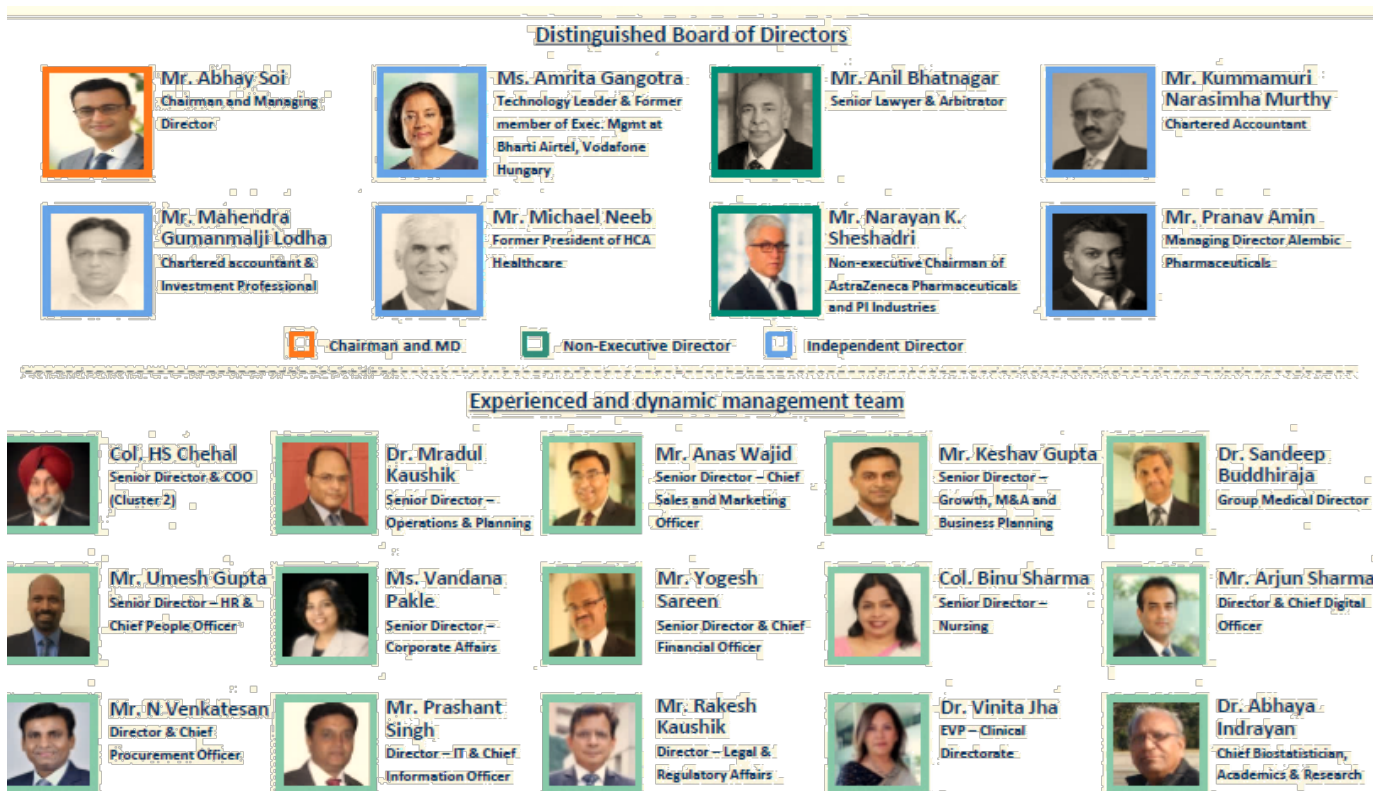 Distinguished Board of Directors
Mr. Abhay Soi
Chairman and Managing
Director
Ms. Amrita Gangotra
Technology Leader & Former
member of Exec. Mgmt at
Bharti Airtel, Vodafone
Hungary
Mr. Anil Bhatnagar
Senior Lawyer & Arbitrator
Mr. Kummamuri
Narasimha Murthy
Chartered Accountant
Mr. Mahendra
Gumanmalji Lodha
Chartered accountant &
Investment Professional
Mr. Michael Neeb
Former President of HCA
Healthcare
Mr. Narayan K.
Sheshadri
Non-executive Chairman of
AstraZeneca Pharmaceuticals
and PI Industries
Mr. Pranav Amin
Managing Director Alembic
Pharmaceuticals
Chairman and MD
Non-Executive Director
Independent Director
Experienced and dynamic management team
Col. HS Chehal
Senior Director & COO
(Cluster 2)
Dr. Mradul
Kaushik
Senior Director –
Operations & Planning
Mr. Anas Wajid
Senior Director – Chief
Sales and Marketing
Officer
Mr. Keshav Gupta
Senior Director –
Growth, M&A and
Business Planning
Dr. Sandeep
Buddhiraja
Group Medical Director
Mr. Umesh Gupta
Senior Director – HR &
Chief People Officer
Ms. Vandana
Pakle
Senior Director –
Corporate Affairs
Mr. Yogesh
Sareen
Senior Director & Chief
Financial Officer
Col. Binu Sharma
Senior Director –
Nursing
Mr. Arjun Sharma
Director & Chief Digital
Officer
Mr. N Venkatesan
Director & Chief
Procurement Officer
Mr. Prashant
Singh
Director – IT & Chief
Information Officer
Mr. Rakesh
Kaushik
Director – Legal &
Regulatory Affairs
Dr. Vinita Jha
EVP – Clinical
Directorate
Dr. Abhaya
Indrayan
Chief Biostatistician,
Academics & Research